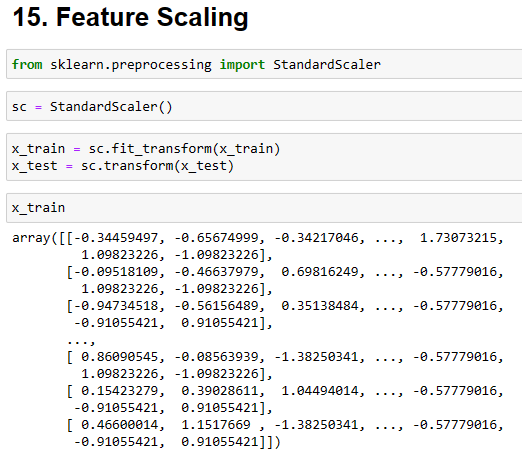 15. Feature Scaling
from sklearn.preprocessing import StandardScaler
sc = StandardScaler()
x_train = sc.fit_transform(x_train)
x_test = sc.transform(x_test)
x_train
array([[-0.34459497, -0.65674999, -0.34217046, ...,  1.73073215,
         1.09823226, -1.09823226],
       [-0.09518109, -0.46637979,  0.69816249, ..., -0.57779016,
         1.09823226, -1.09823226],
       [-0.94734518, -0.56156489,  0.35138484, ..., -0.57779016,
        -0.91055421,  0.91055421],
       ...,
       [ 0.86090545, -0.08563939, -1.38250341, ..., -0.57779016,
         1.09823226, -1.09823226],
       [ 0.15423279,  0.39028611,  1.04494014, ..., -0.57779016,
        -0.91055421,  0.91055421],
       [ 0.46600014,  1.1517669 , -1.38250341, ..., -0.57779016,
        -0.91055421,  0.91055421]])